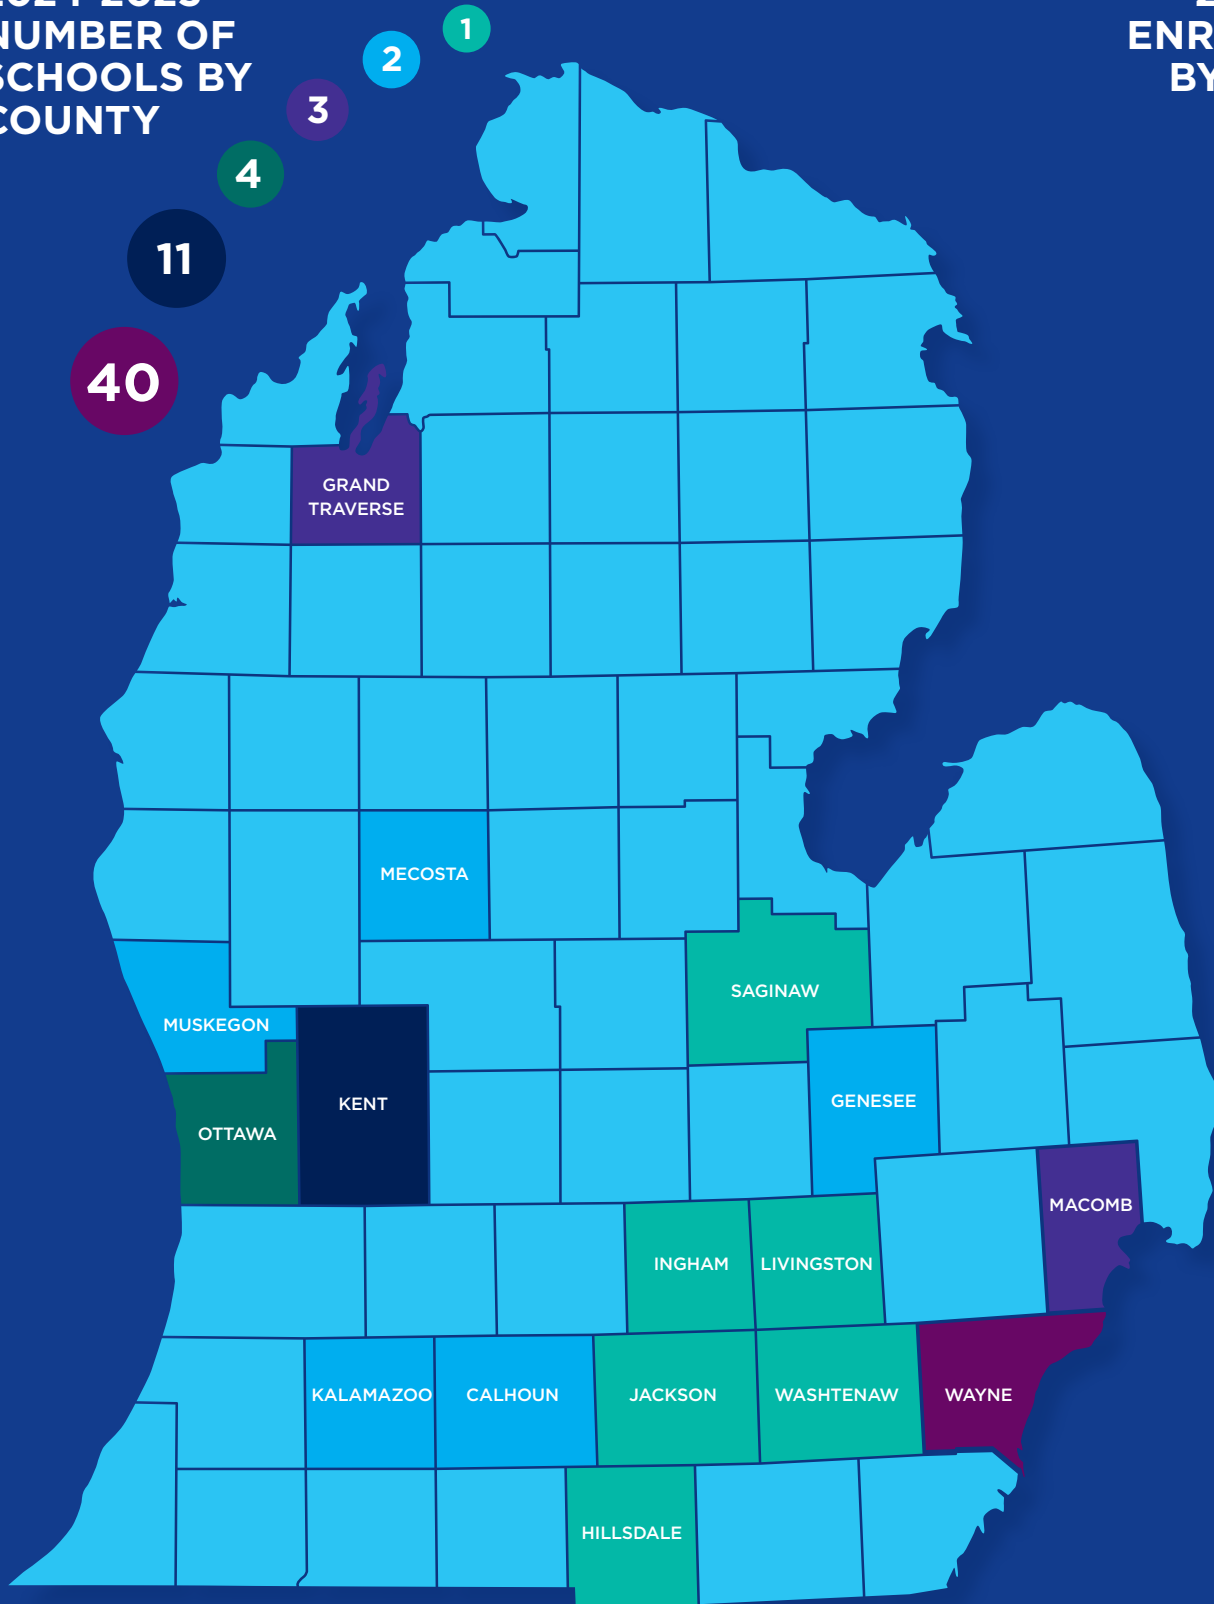 NUMBER OF
SCHOOLS BY
COUNTY
1
2
3
4
11
40
ENR
BY
GRAND
TRAVERSE
MECOSTA
SAGINAW
MUSKEGON
KENT
GENESEE
OTTAWA
MACOMB
INGHAM
LIVINGSTON
KALAMAZOO
CALHOUN
JACKSON
WASHTENAW
WAYNE
HILLSDALE